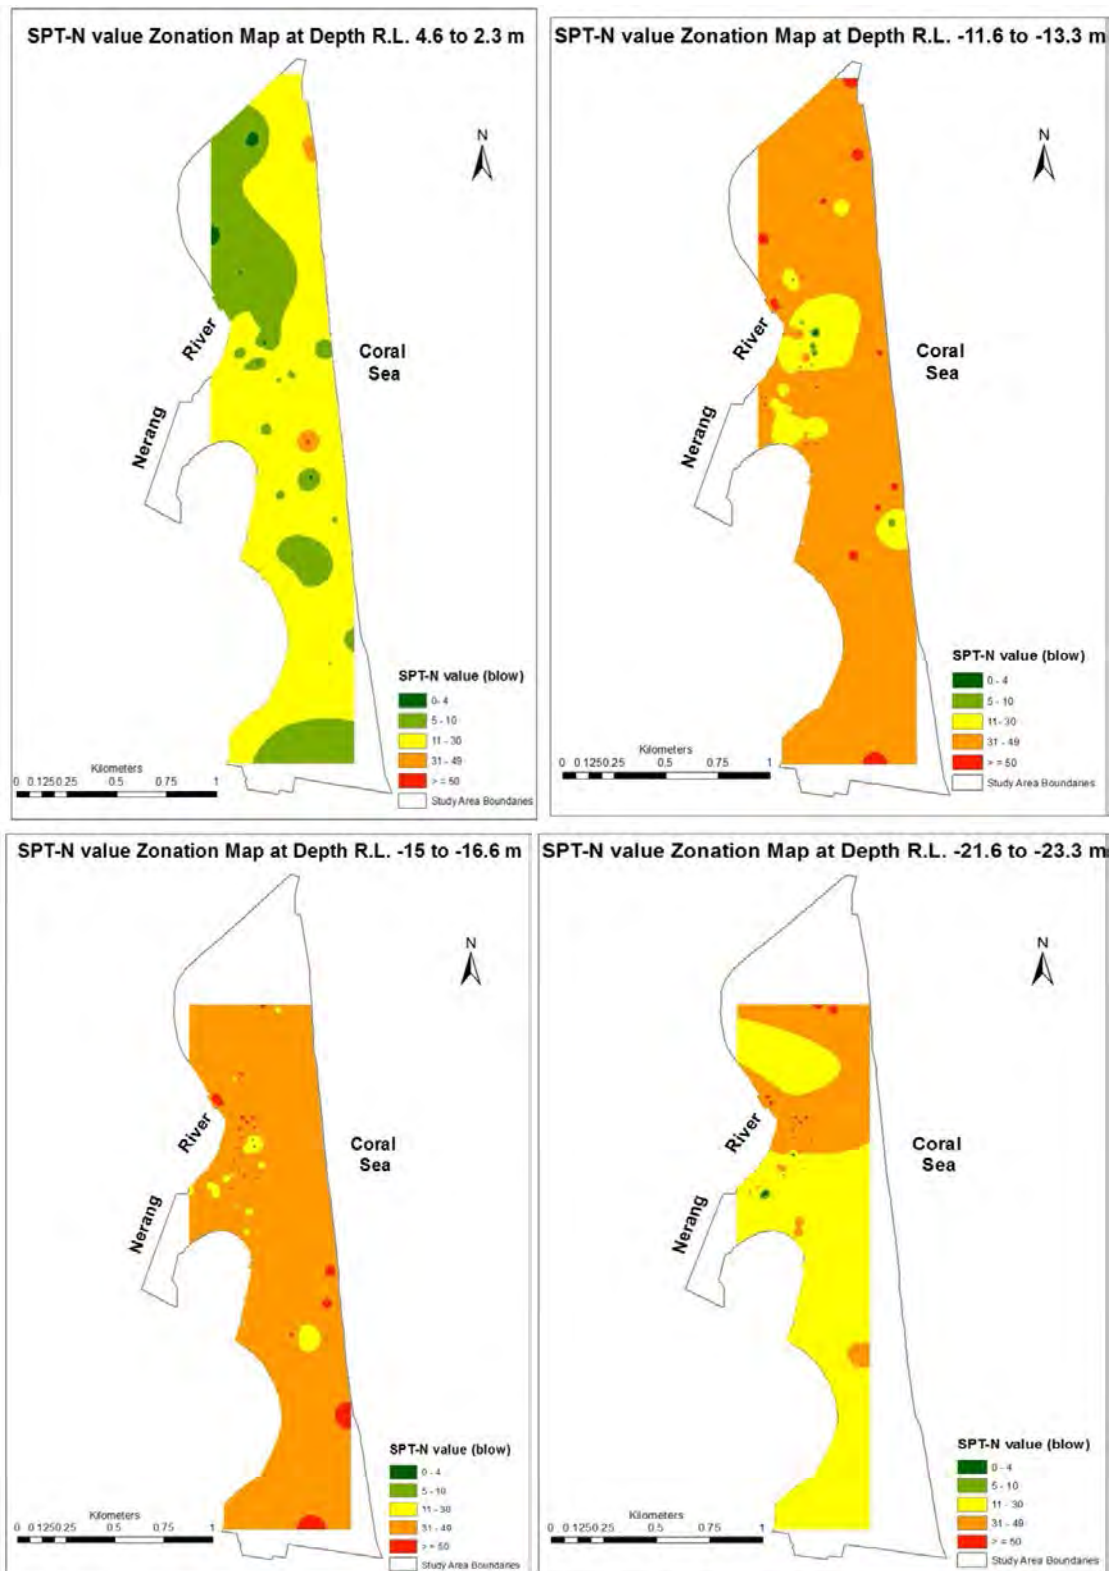 SPT-N value Zonation Map at Depth R.L. 4.6 to 2.3 m
N
River
Coral
Sea
Nerang
SPT-N value (blow)
0- 4
5 - 10
11 - 30
31 - 49
> = 50
Study Area Boundaries
Kilometers
0 0.1250.25 0.5 0.75 1
SPT-N value Zonation Map at Depth R.L. -11.6 to -13.3 m
N
River
Coral
Sea
Nerang
SPT-N value (blow)
0 - 4
5 - 10
11 - 30
31 - 49
> = 50
Study Area Boundaries
Kilometers
0 0.1250.25 0.5 0.75 1
SPT-N value Zonation Map at Depth R.L. -15 to -16.6 m
N
River
Coral
Sea
Nerang
SPT-N value (blow)
0 - 4
5 - 10
11 - 30
31 - 49
> = 50
Study Area Boundaries
Kilometers
0 0.1250.25 0.5 0.75 1
SPT-N value Zonation Map at Depth R.L. -21.6 to -23.3 m
N
River
Coral
Sea
Nerang
SPT-N value (blow)
0 - 4
5 - 10
11 - 30
31 - 49
> = 50
Study Area Boundaries
Kilometers
0 0.1250.25 0.5 0.75 1